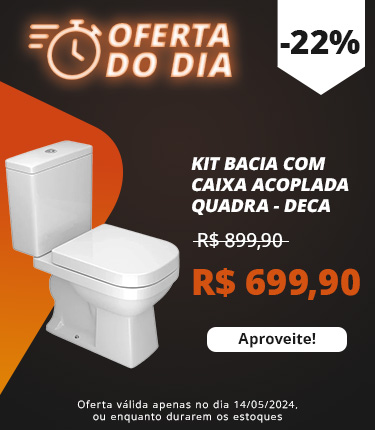 OFERTA
DO DIA
-22%
KIT BACIA COM
CAIXA ACOPLADA
QUADRA - DECA
R$ 899,90
R$ 699,90
Aproveite!
Oferta válida apenas no dia 14/05/2024,
ou enquanto durarem os estoques